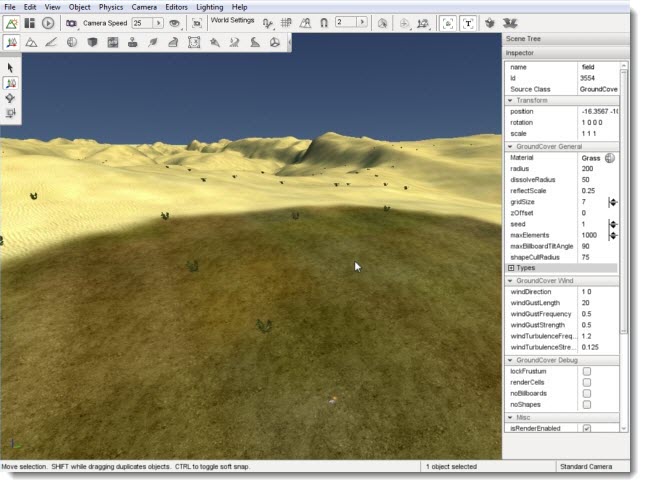 File Edit View Object Physics Camera Editors Lighting Help
Camera Speed 25 World Settings 2 T
Scene Tree
Inspector
name field
Id 3554
Source Class GroundCove
Transform
position -16.3567 -10
rotation 1 0 0 0
scale 1 1 1
GroundCover General
Material Grass
radius 200
dissolveRadius 50
reflectScale 0.25
gridSize 7
zOffset 0
seed 1
maxElements 1000
maxBillboardTiltAngle 90
shapeCullRadius 75
Types
GroundCover Wind
windDirection 1 0
windGustLength 20
windGustFrequency 0.5
windGustStrength 0.5
windTurbulenceFreq... 1.2
windTurbulenceStre... 0.125
GroundCover Debug
lockFrustum
renderCells
noBillboards
noShapes
Misc
isRenderEnabled
Move selection. SHIFT while dragging duplicates objects. CTRL to toggle soft snap. 1 object selected Standard Camera